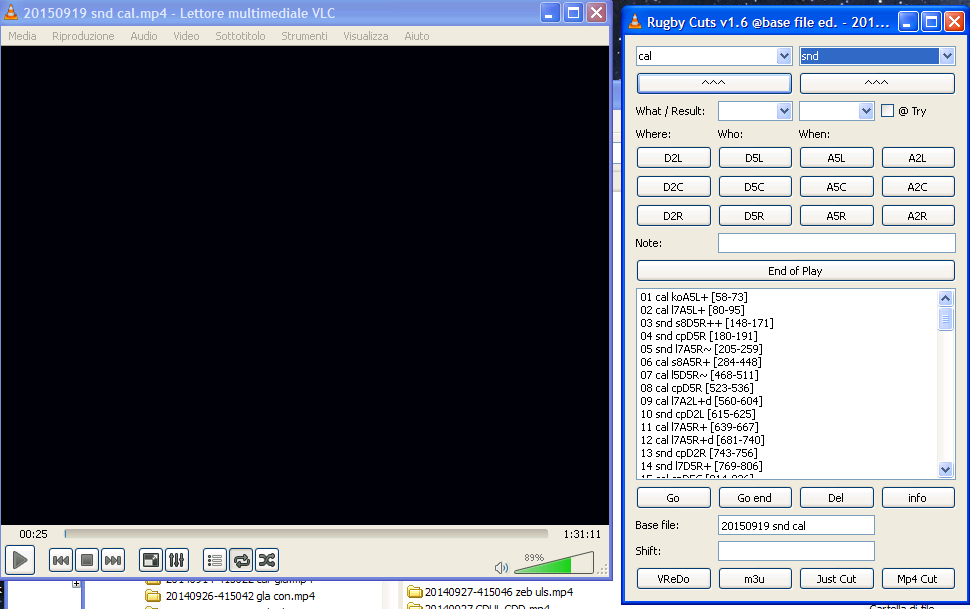 20150919 snd cal.mp4 - Lettore multimediale VLC
Media Riproduzione Audio Video Sottotitolo Strumenti Visualizza Aiuto
00:25 1:31:11
89%
20140926-415042 gla con.mp4
20140927-415046 zeb uls.mp4
Rugby Cuts v1.6 @base file ed. - 201...
cal snd
^^^ ^^^
What / Result: @ Try
Where: Who: When:
D2L D5L A5L A2L
D2C D5C A5C A2C
D2R D5R A5R A2R
Note:
End of Play
01 cal koA5L+ [58-73]
02 cal l7A5L+ [80-95]
03 snd s8D5R++ [148-171]
04 snd cpD5R [180-191]
05 snd l7A5R~ [205-259]
06 cal s8A5R+ [284-448]
07 cal l5D5R~ [468-511]
08 cal cpD5R [523-536]
09 cal l7A2L+d [560-604]
10 snd cpD2L [615-625]
11 cal l7A5R+ [639-667]
12 cal l7A5R+d [681-740]
13 snd cpD2R [743-756]
14 snd l7D5R+ [769-806]
Go Go end Del info
Base file: 20150919 snd cal
Shift:
VReDo m3u Just Cut Mp4 Cut